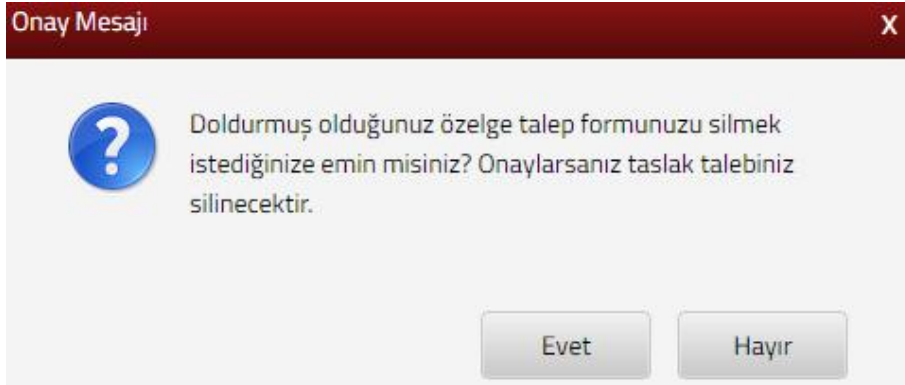 Onay Mesajı X
Doldurmuş olduğunuz özelge talep formunuzu silmek
istediğinize emin misiniz? Onaylarsanız taslak talebiniz
silinecektir.
Evet Hayır